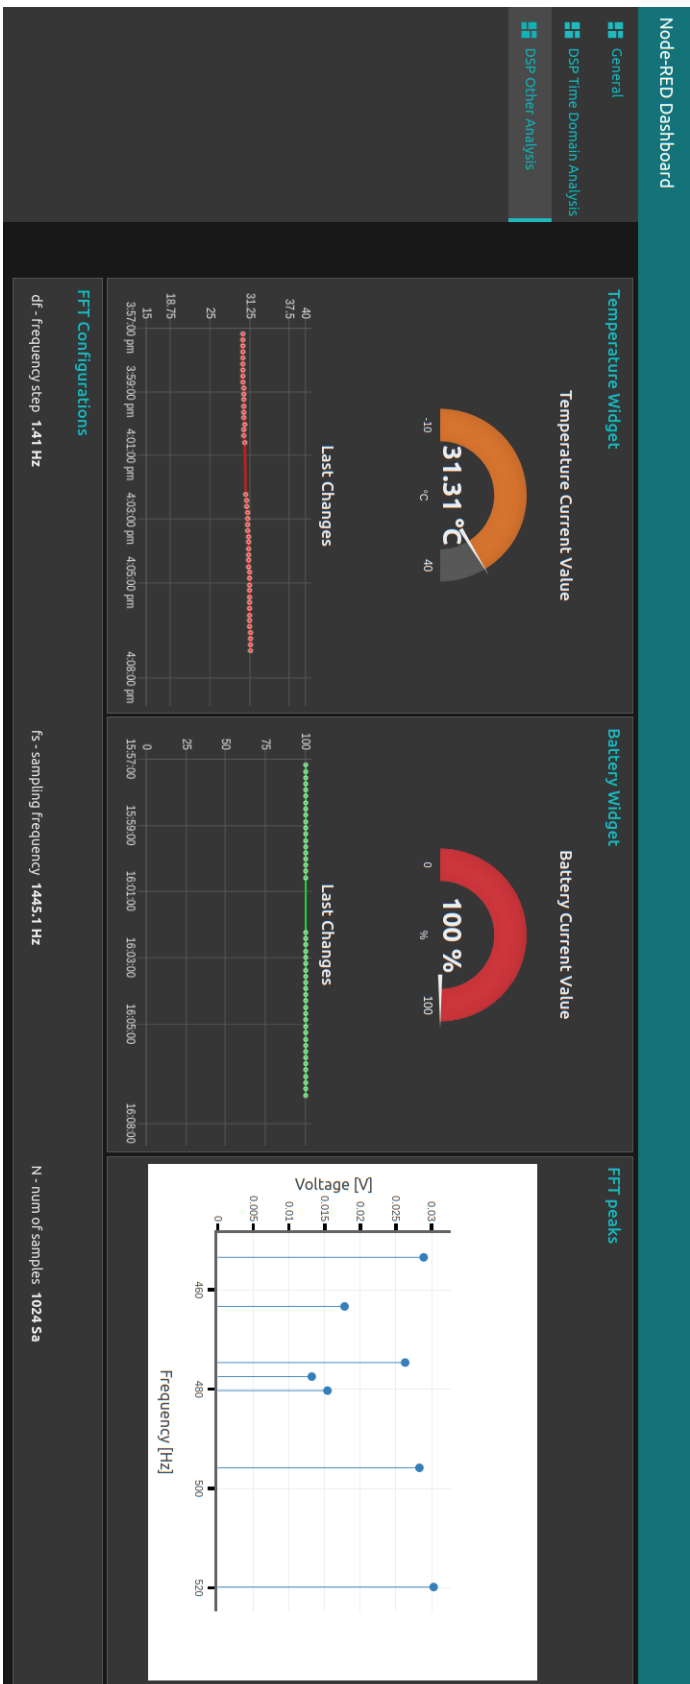 Node-RED Dashboard
General
DSP Time Domain Analysis
DSP Other Analysis
Temperature Widget
Temperature Current Value
31.31 °C
-10
°C
40
Last Changes
40
37.5
31.25
25
18.75
15
3:57:00 pm 3:59:00 pm 4:01:00 pm 4:03:00 pm 4:05:00 pm 4:08:00 pm
Battery Widget
Battery Current Value
100 %
0
%
100
Last Changes
100
75
50
25
0
15:57:00 15:59:00 16:01:00 16:03:00 16:05:00 16:08:00
FFT peaks
Voltage [V]
0.03
0.025
0.02
0.015
0.01
0.005
0
460 480 500 520
Frequency [Hz]
FFT Configurations
df - frequency step 1.41 Hz
fs - sampling frequency 1445.1 Hz
N - num of samples 1024 Sa